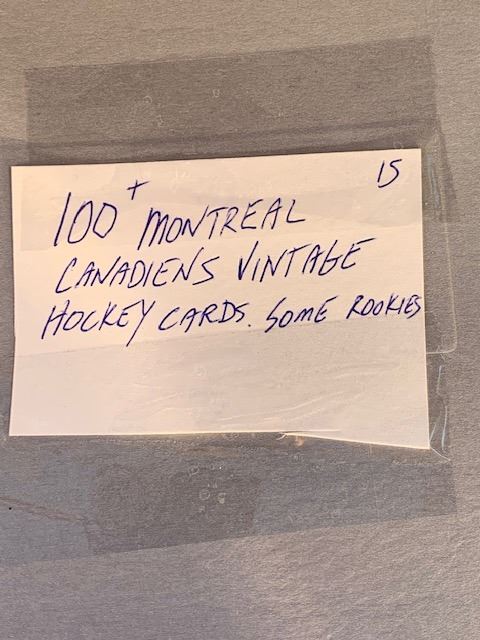 15
100+ MONTREAL
CANADIENS VINTAGE
HOCKEY CARDS. SOME ROOKIES